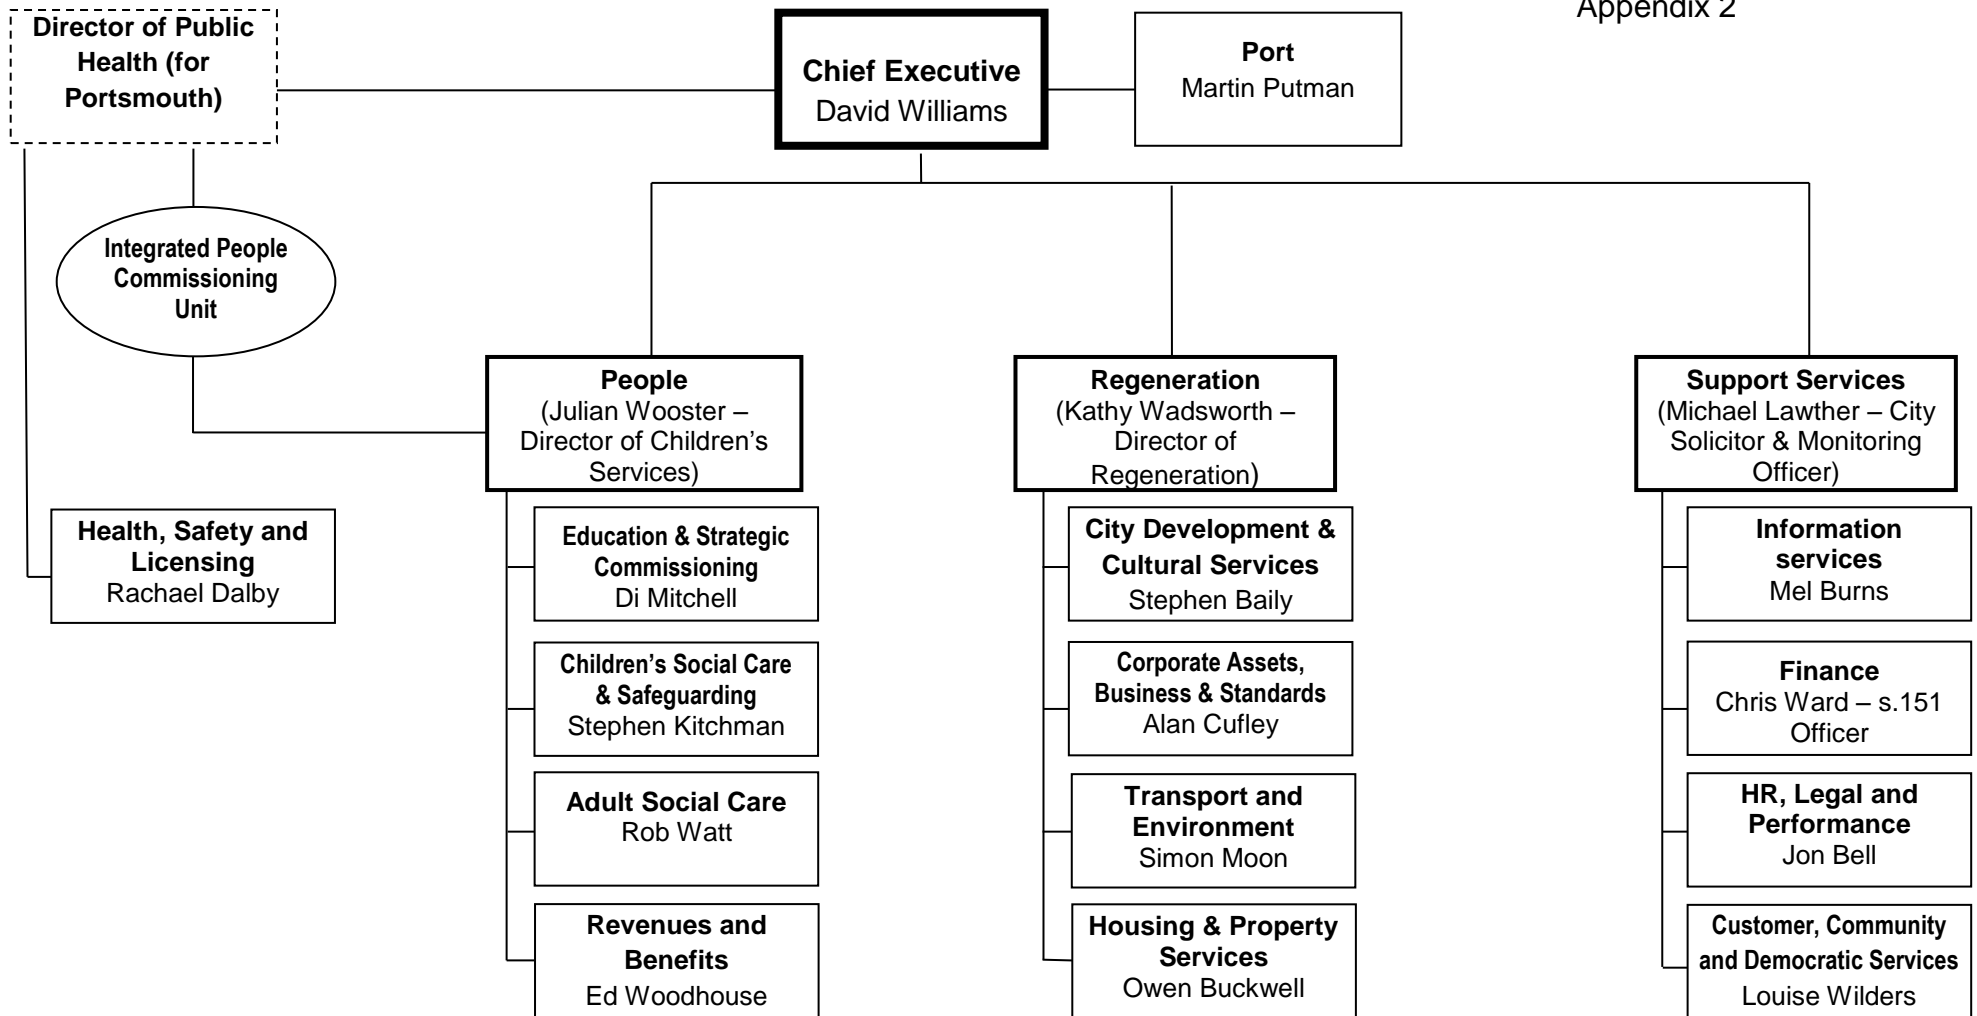 Appendix 2
Director of Public
Health (for
Portsmouth)
Chief Executive
David Williams
Port
Martin Putman
Integrated People
Commissioning
Unit
People
(Julian Wooster –
Director of Children’s
Services)
Regeneration
(Kathy Wadsworth –
Director of
Regeneration)
Support Services
(Michael Lawther – City
Solicitor & Monitoring
Officer)
Health, Safety and
Licensing
Rachael Dalby
Education & Strategic
Commissioning
Di Mitchell
Children’s Social Care
& Safeguarding
Stephen Kitchman
Adult Social Care
Rob Watt
Revenues and
Benefits
Ed Woodhouse
City Development &
Cultural Services
Stephen Baily
Corporate Assets,
Business & Standards
Alan Cufley
Transport and
Environment
Simon Moon
Housing & Property
Services
Owen Buckwell
Information
services
Mel Burns
Finance
Chris Ward – s.151
Officer
HR, Legal and
Performance
Jon Bell
Customer, Community
and Democratic Services
Louise Wilders